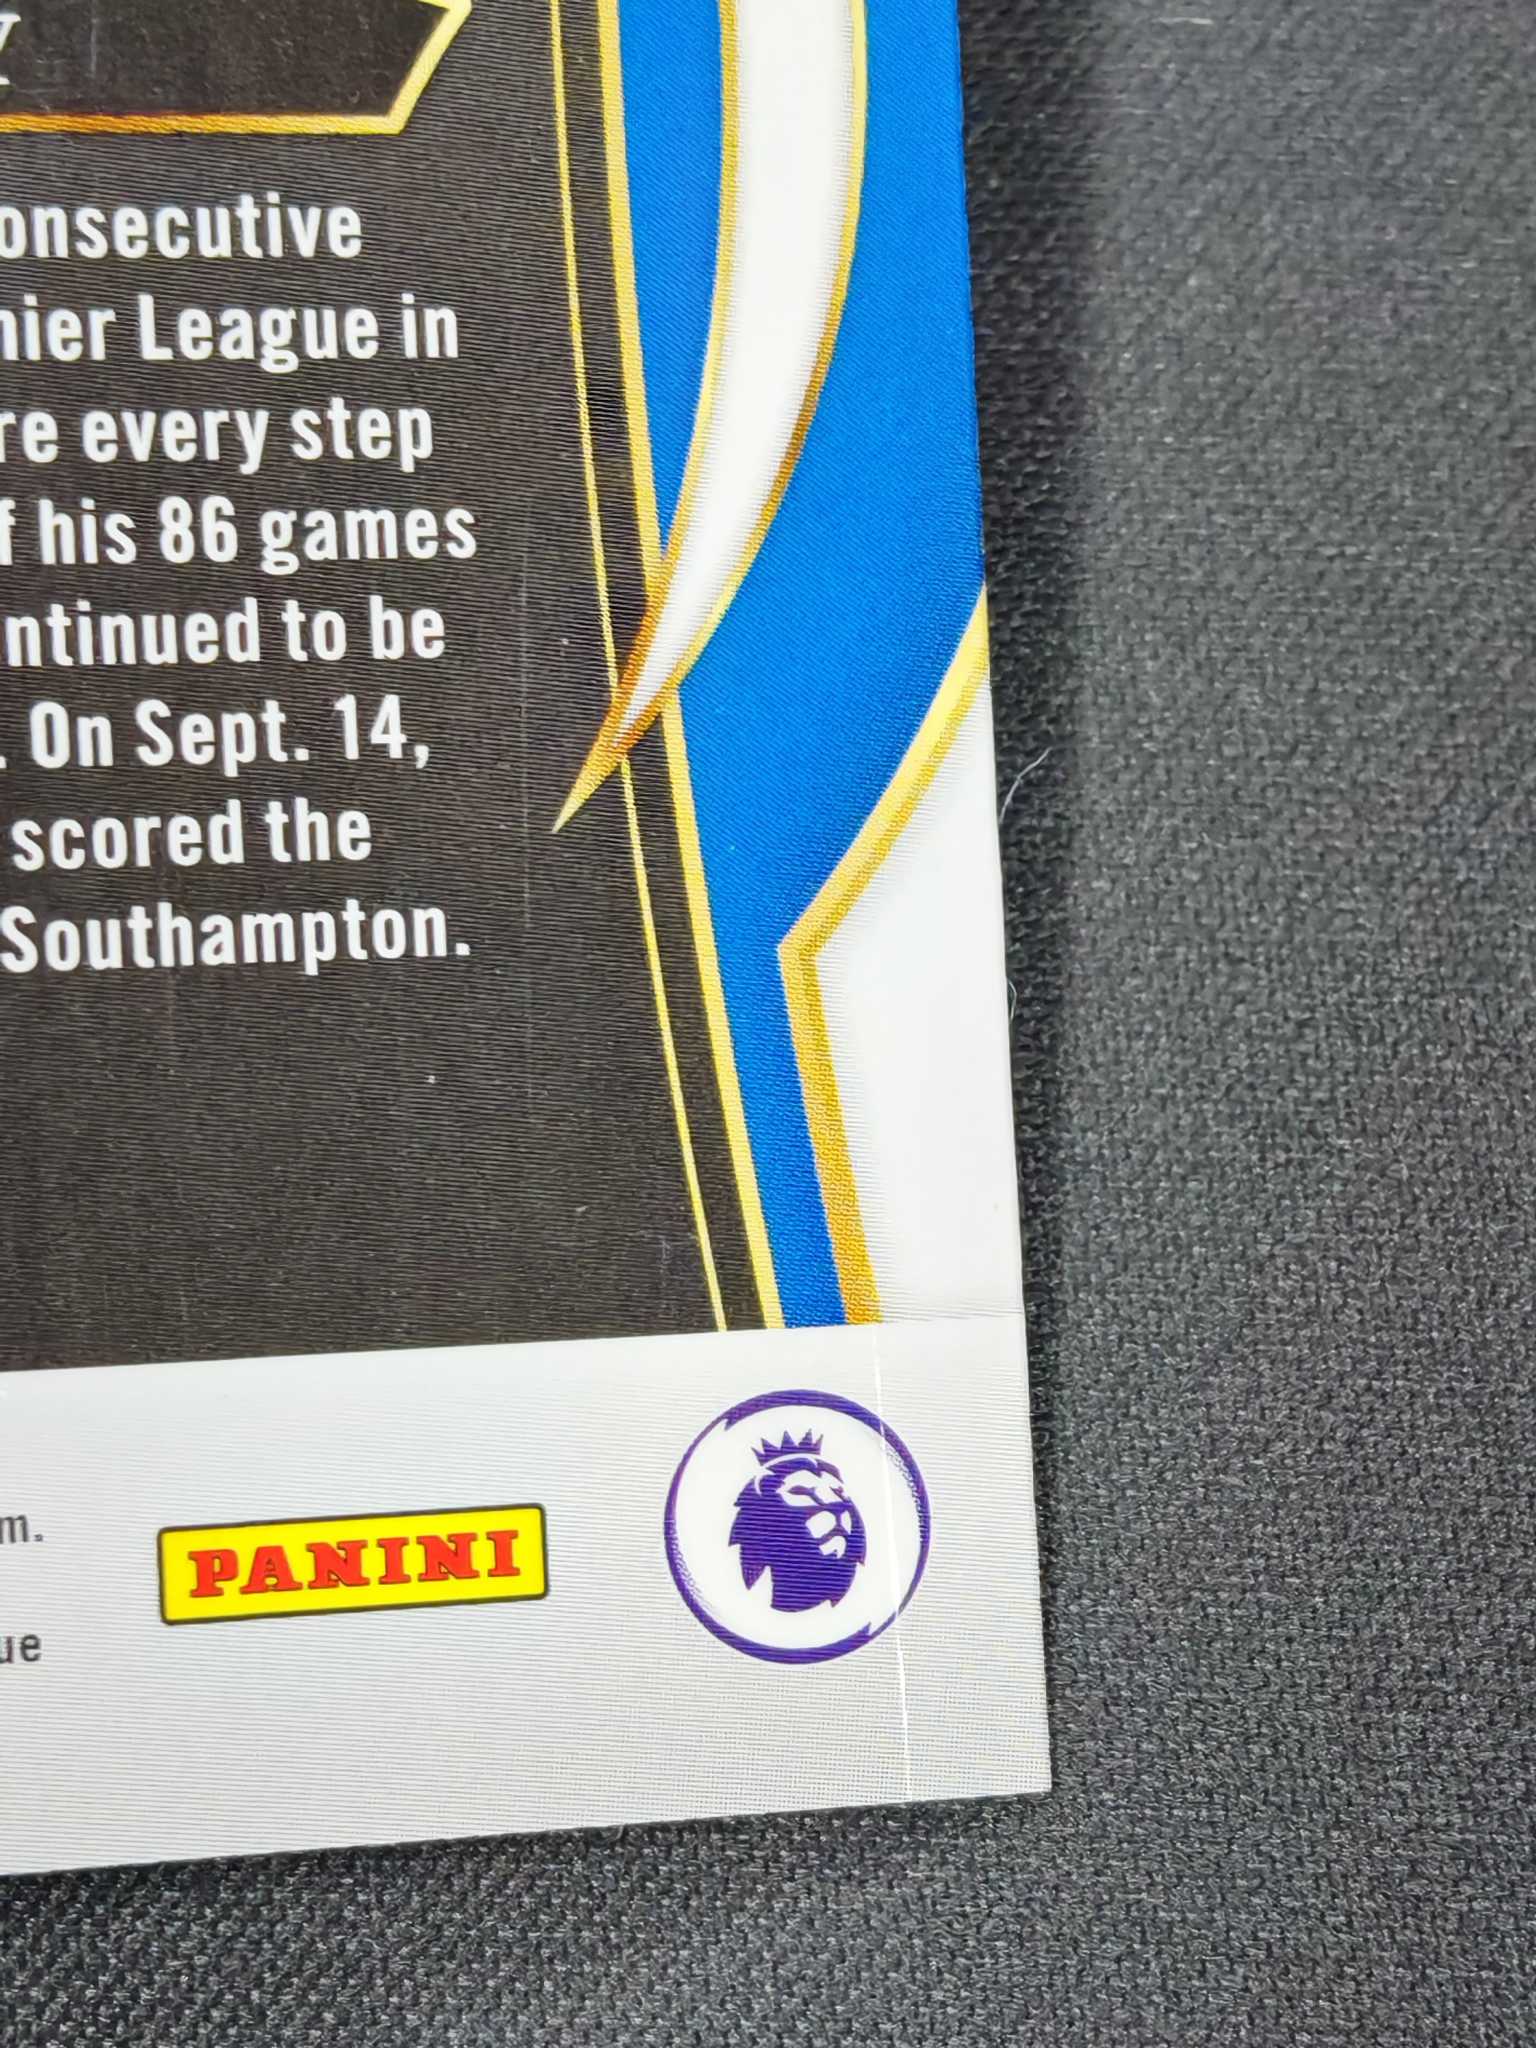 Y
onsecutive
nier League in
re every step
f his 86 games
ntinued to be
. On Sept. 14,
scored the
Southampton.
m.
PANINI
ue